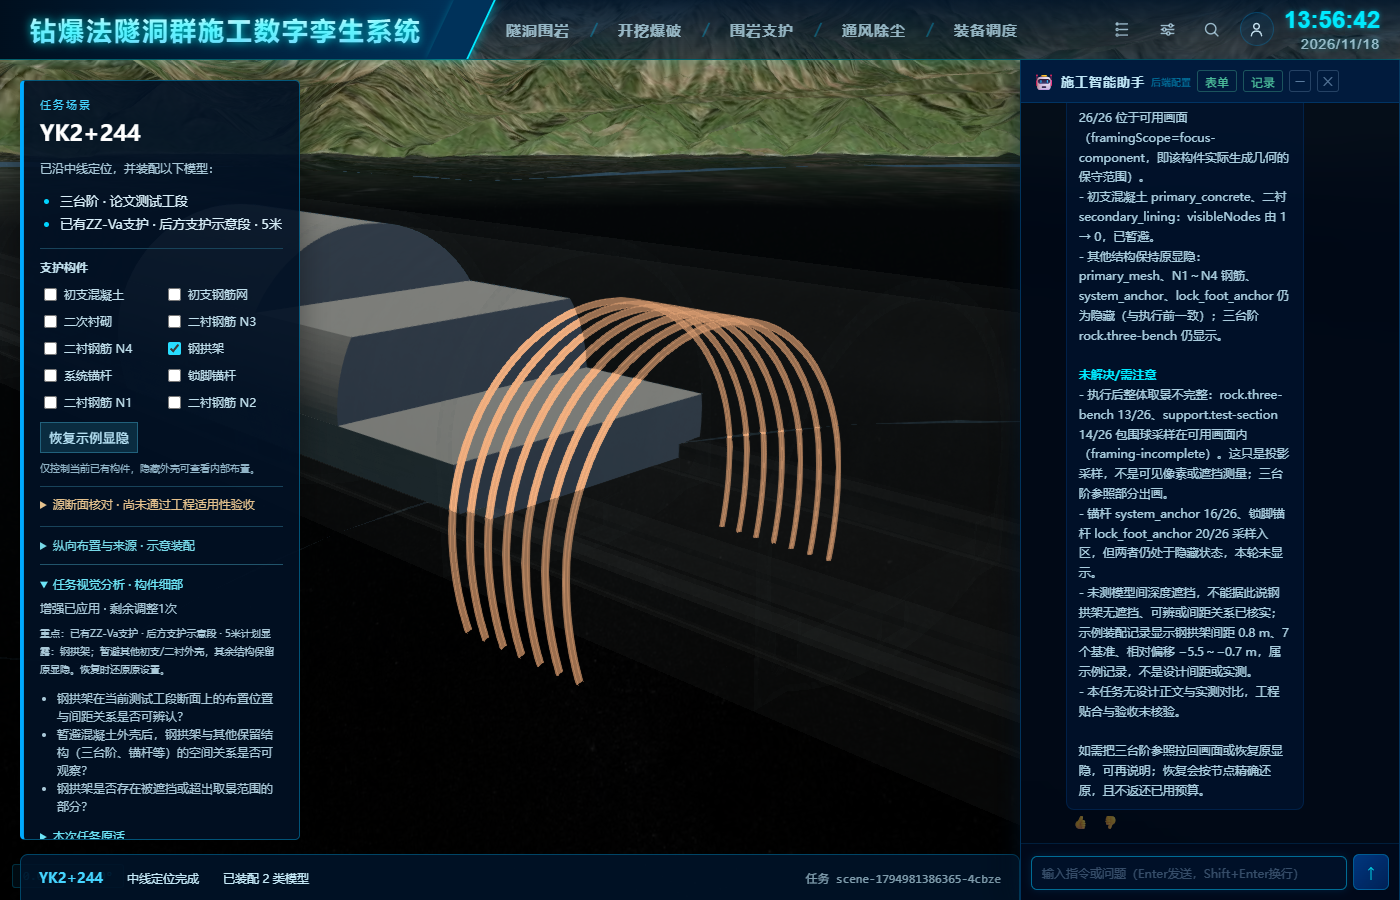 钻爆法隧洞群施工数字孪生系统
隧洞围岩 / 开挖爆破 / 围岩支护 / 通风除尘 / 装备调度
13:56:42
2026/11/18
任务场景
YK2+244
已沿中线定位，并装配以下模型：
三台阶 · 论文测试工段
已有ZZ-Va支护 · 后方支护示意段 · 5米
支护构件
初支混凝土 初支钢筋网
二次衬砌 二衬钢筋 N3
二衬钢筋 N4 钢拱架
系统锚杆 锁脚锚杆
二衬钢筋 N1 二衬钢筋 N2
恢复示例显隐
仅控制当前已有构件，隐藏外壳可查看内部布置。
源断面核对 · 尚未通过工程适用性验收
纵向布置与来源 · 示意装配
任务视觉分析 · 构件细部
增强已应用 · 剩余调整1次
重点：已有ZZ-Va支护 · 后方支护示意段 · 5米计划显
露：钢拱架；暂避其他初支/二衬外壳，其余结构保留
原显隐。恢复时还原原设置。
钢拱架在当前测试工段断面上的布置位置
与间距关系是否可辨认？
暂避混凝土外壳后，钢拱架与其他保留结
构（三台阶、锚杆等）的空间关系是否可
观察？
钢拱架是否存在被遮挡或超出取景范围的
部分？
本次任务原话
YK2+244 中线定位完成 已装配 2 类模型 任务 scene-1794981386365-4cbze
施工智能助手 后端配置 表单 记录
26/26 位于可用画面
（framingScope=focus-
component，即该构件实际生成几何的
保守范围）。
- 初支混凝土 primary_concrete、二衬
secondary_lining：visibleNodes 由 1
→ 0，已暂避。
- 其他结构保持原显隐：
primary_mesh、N1～N4 钢筋、
system_anchor、lock_foot_anchor 仍
为隐藏（与执行前一致）；三台阶
rock.three-bench 仍显示。
未解决/需注意
- 执行后整体取景不完整：rock.three-
bench 13/26、support.test-section
14/26 包围球采样在可用画面内
（framing-incomplete）。这只是投影
采样，不是可见像素或遮挡测量；三台
阶参照部分出画。
- 锚杆 system_anchor 16/26、锁脚锚
杆 lock_foot_anchor 20/26 采样入
区，但两者仍处于隐藏状态，本轮未显
示。
- 未测模型间深度遮挡，不能据此说钢
拱架无遮挡、可辨或间距关系已核实；
示例装配记录显示钢拱架间距 0.8 m、7
个基准、相对偏移 −5.5～−0.7 m，属
示例记录，不是设计间距或实测。
- 本任务无设计正文与实测对比，工程
贴合与验收未核验。
如需把三台阶参照拉回画面或恢复原显
隐，可再说明；恢复会按节点精确还
原，且不返还已用预算。
输入指令或问题（Enter发送，Shift+Enter换行）